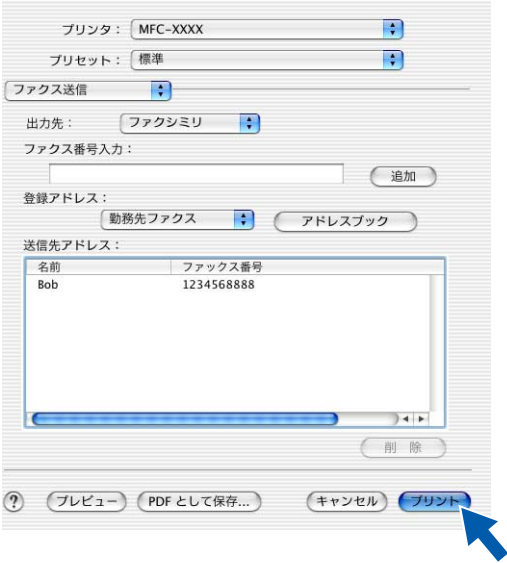 プリンタ： MFC-XXXX
プリセット： 標準
ファクス送信
出力先： ファクシミリ
ファクス番号入力：
追加
登録アドレス：
勤務先ファクス アドレスブック
送信先アドレス：
名前 ファックス番号
Bob 1234568888
削 除
? プレビュー PDF として保存... キャンセル プリント